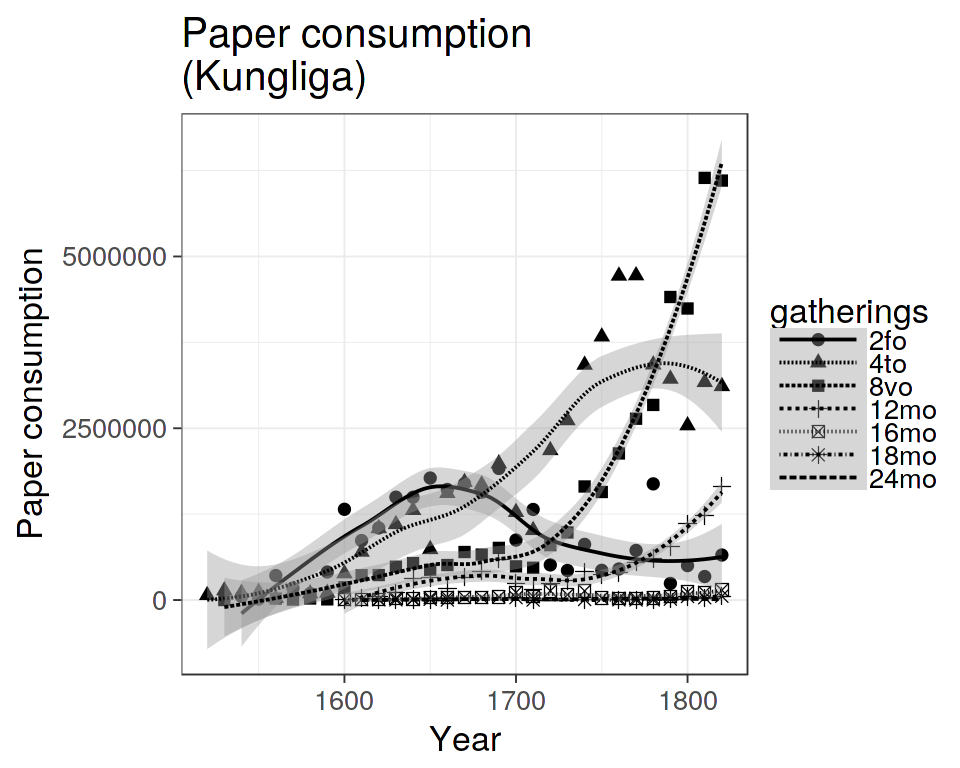 Paper consumption
(Kungliga)
Paper consumption
5000000
2500000
0
1600
1700
1800
Year
gatherings
2fo
4to
8vo
12mo
16mo
18mo
24mo